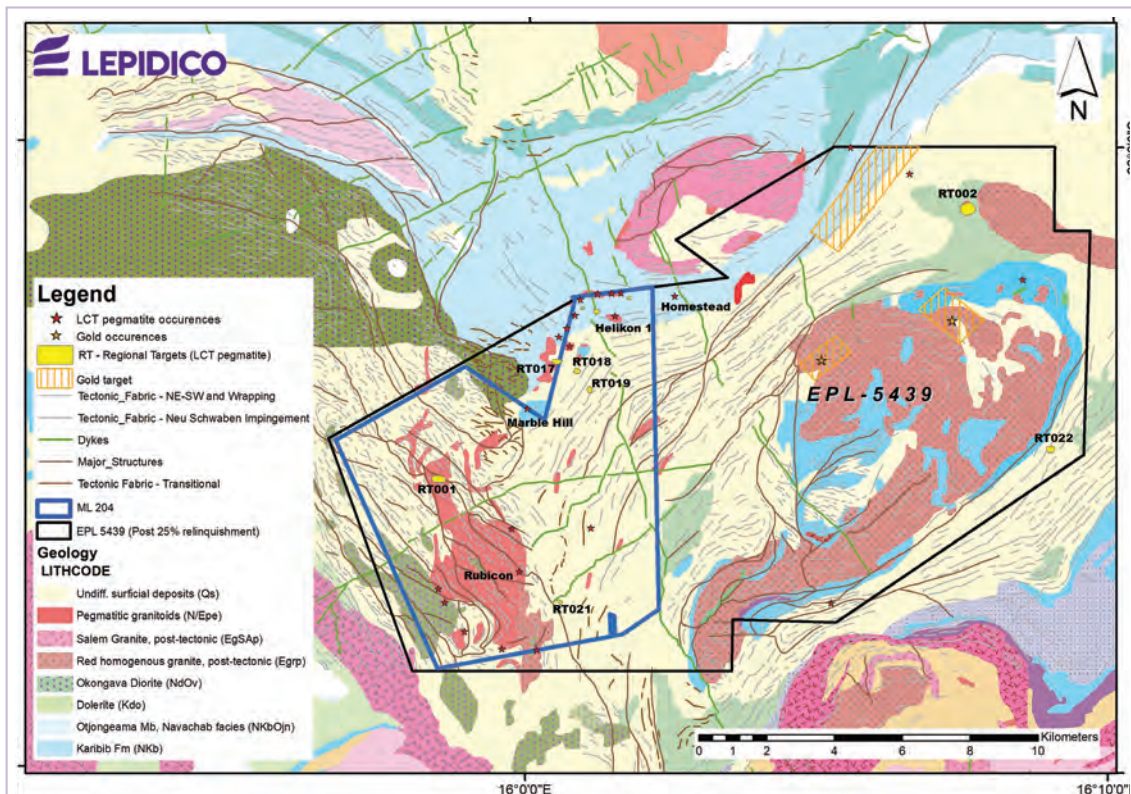 LEPIDICO
N
RT002
Homestead
Helikon 1
RT018
RT017
RT019
EPL-5439
Marble Hill
RT022
RT001
Rubicon
RT021
Legend
LCT pegmatite occurences
Gold occurences
RT - Regional Targets (LCT pegmatite)
Gold target
Tectonic_Fabric - NE-SW and Wrapping
Tectonic_Fabric - Neu Schwaben Impingement
Dykes
Major_Structures
Tectonic Fabric - Transitional
ML 204
EPL 5439 (Post 25% relinquishment)
Geology
LITHCODE
Undiff. surficial deposits (Qs)
Pegmatitic granitoids (N/Epe)
Salem Granite, post-tectonic (EgSAp)
Red homogenous granite, post-tectonic (Egrp)
Okongava Diorite (NdOv)
Dolerite (Kdo)
Otjongeama Mb, Navachab facies (NKbOjn)
Karibib Fm (NKb)
Kilometers
0 1 2 4 6 8 10
16°0'0"E
16°10'0"E